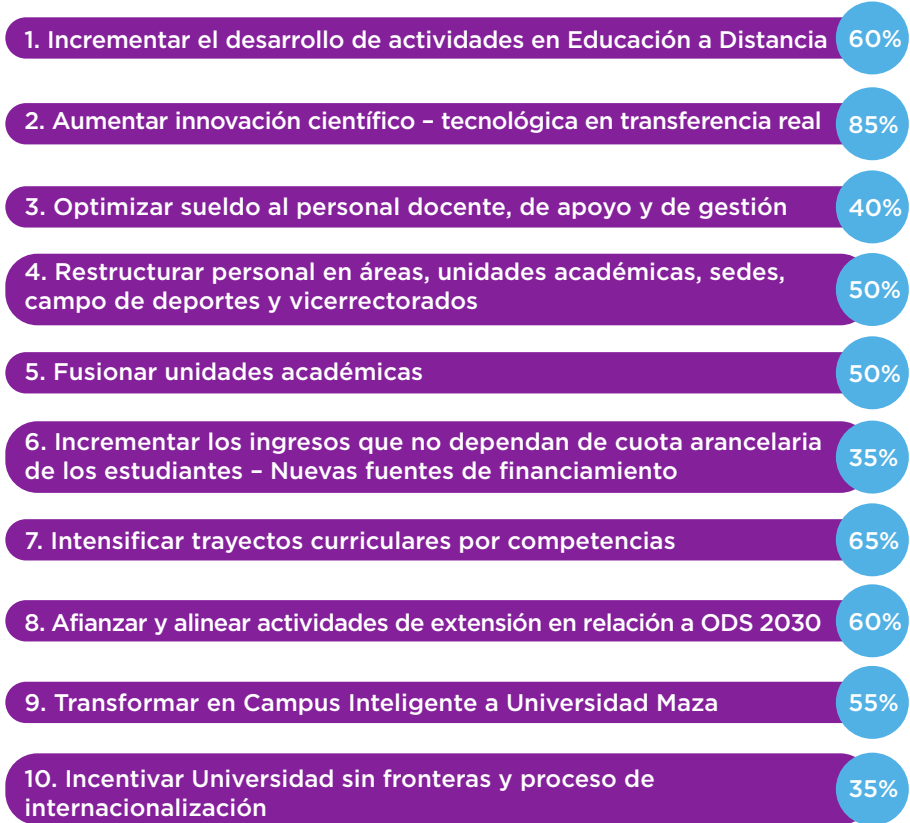 1. Incrementar el desarrollo de actividades en Educación a Distancia 60%
2. Aumentar innovación científico – tecnológica en transferencia real 85%
3. Optimizar sueldo al personal docente, de apoyo y de gestión 40%
4. Restructurar personal en áreas, unidades académicas, sedes,
campo de deportes y vicerrectorados 50%
5. Fusionar unidades académicas 50%
6. Incrementar los ingresos que no dependan de cuota arancelaria
de los estudiantes – Nuevas fuentes de financiamiento 35%
7. Intensificar trayectos curriculares por competencias 65%
8. Afianzar y alinear actividades de extensión en relación a ODS 2030 60%
9. Transformar en Campus Inteligente a Universidad Maza 55%
10. Incentivar Universidad sin fronteras y proceso de
internacionalización 35%